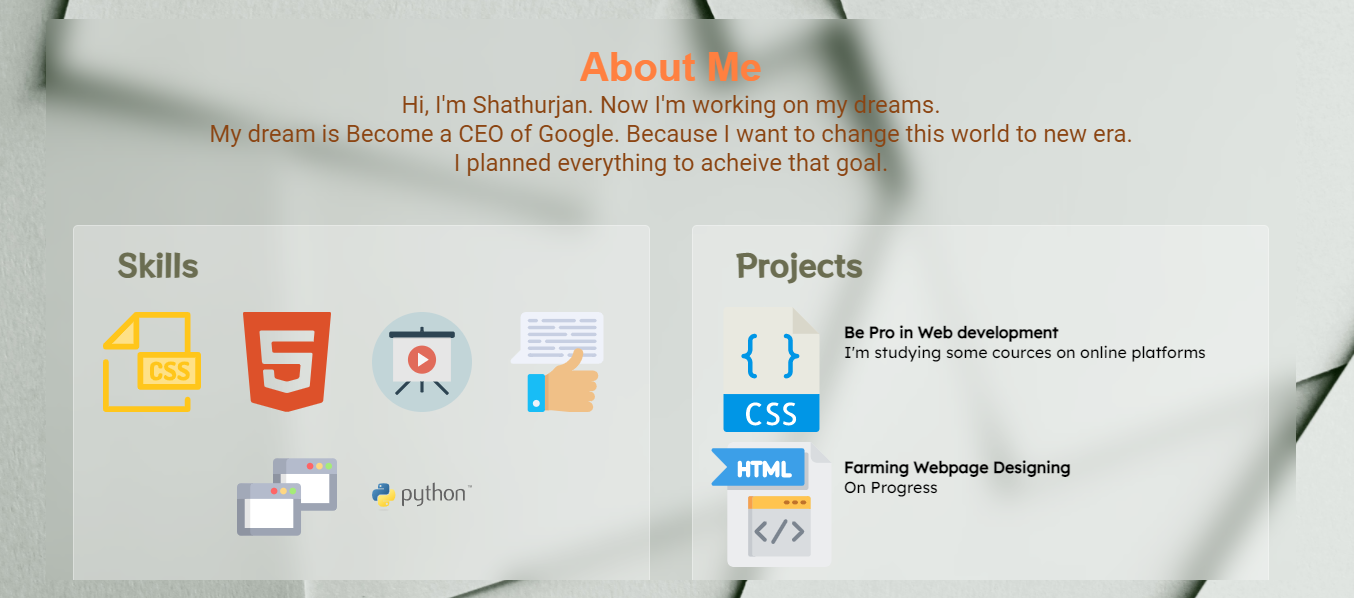 About Me
Hi, I'm Shathurjan. Now I'm working on my dreams.
My dream is Become a CEO of Google. Because I want to change this world to new era.
I planned everything to acheive that goal.
Skills
CSS
python™
Projects
{ }
CSS
Be Pro in Web development
I'm studying some cources on online platforms
HTML
</>
Farming Webpage Designing
On Progress